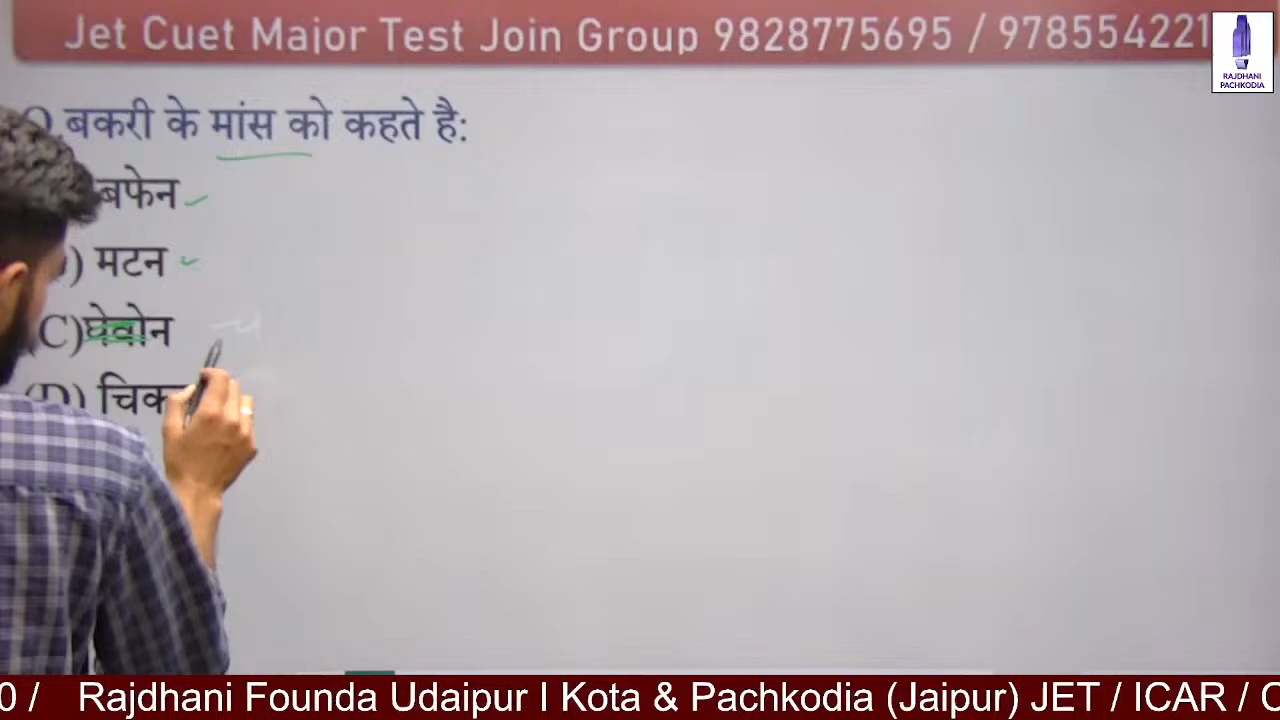 Jet Cuet Major Test Join Group 9828775695 / 978554221
RAJDHANI
PACHKODIA
Q बकरी के मांस को कहते है:
बफेन
) मटन
(C)घेवोन
(D) चिक
0 / Rajdhani Founda Udaipur I Kota & Pachkodia (Jaipur) JET / ICAR / C